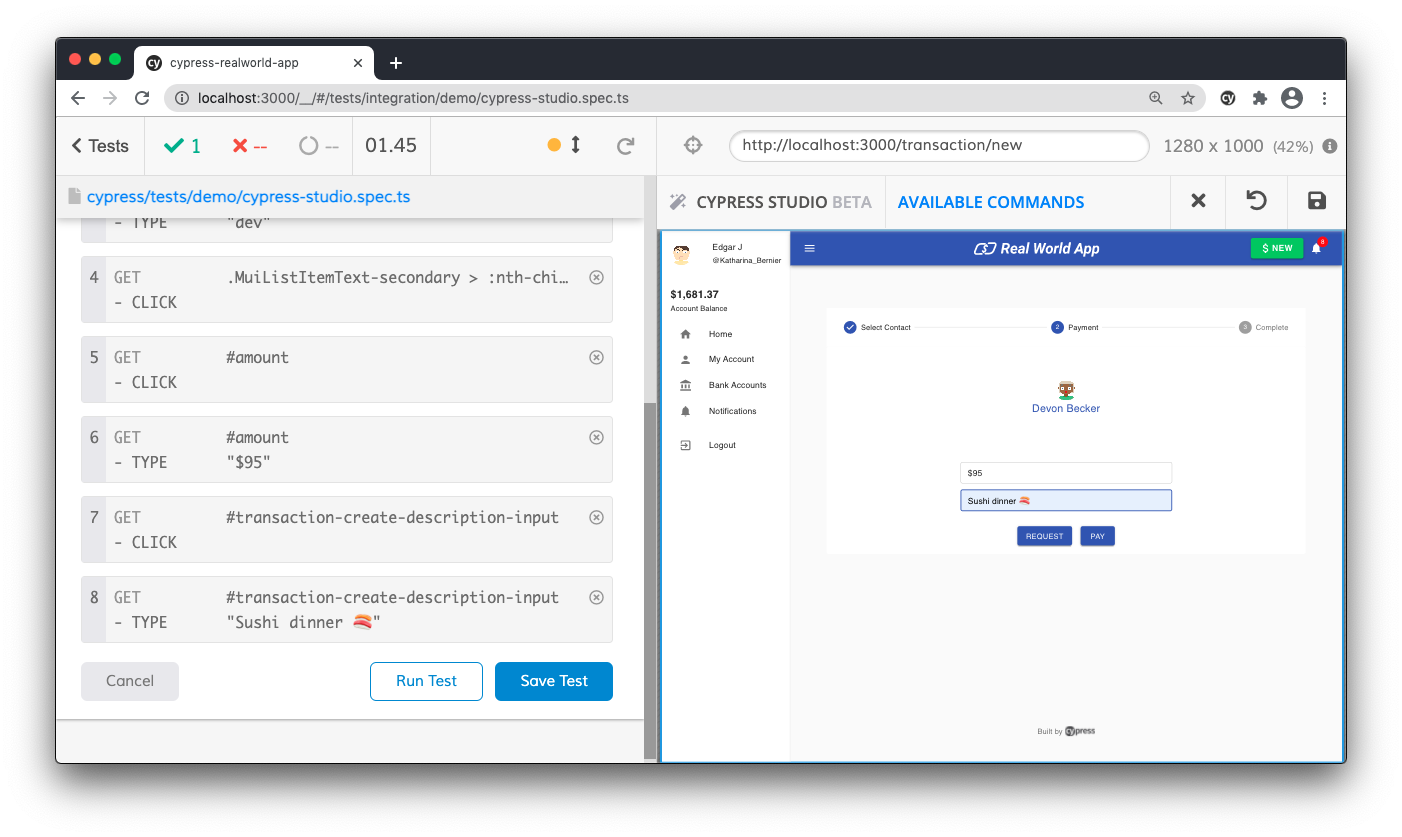 cypress-realworld-app
localhost:3000/__/#/tests/integration/demo/cypress-studio.spec.ts
Tests 1 -- -- 01.45
http://localhost:3000/transaction/new 1280 x 1000 (42%)
cypress/tests/demo/cypress-studio.spec.ts
- TYPE "dev"
4 GET .MuiListItemText-secondary > :nth-chi…
- CLICK
5 GET #amount
- CLICK
6 GET #amount
- TYPE "$95"
7 GET #transaction-create-description-input
- CLICK
8 GET #transaction-create-description-input
- TYPE "Sushi dinner 🍣"
Cancel Run Test Save Test
CYPRESS STUDIO BETA AVAILABLE COMMANDS
Edgar J
@Katharina_Bernier
$1,681.37
Account Balance
Home
My Account
Bank Accounts
Notifications
Logout
Real World App
$ NEW 8
Select Contact 2 Payment 3 Complete
Devon Becker
$95
Sushi dinner 🍣
REQUEST PAY
Built by cypress